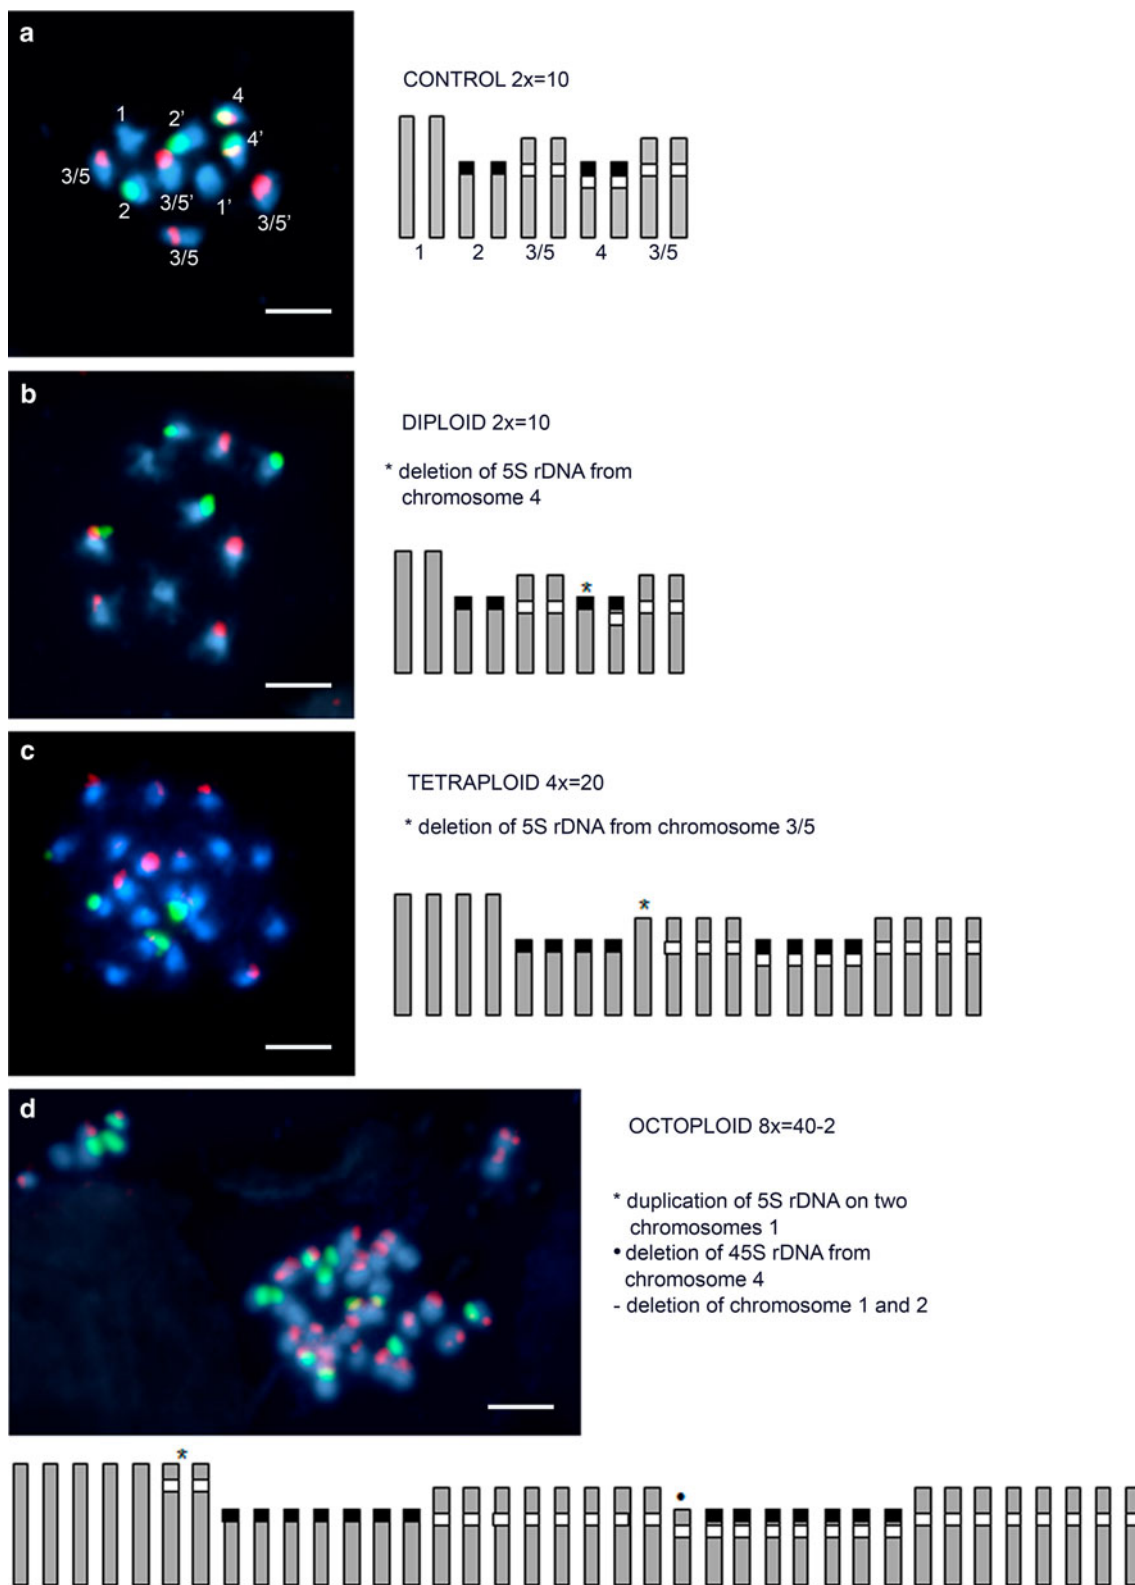 a
1
2'
4
4'
3/5
2
3/5'
1'
3/5'
3/5
CONTROL 2x=10
1 2 3/5 4 3/5
b
DIPLOID 2x=10
* deletion of 5S rDNA from
chromosome 4
*
c
TETRAPLOID 4x=20
* deletion of 5S rDNA from chromosome 3/5
*
d
OCTOPLOID 8x=40-2
* duplication of 5S rDNA on two
chromosomes 1
• deletion of 45S rDNA from
chromosome 4
- deletion of chromosome 1 and 2
*
•